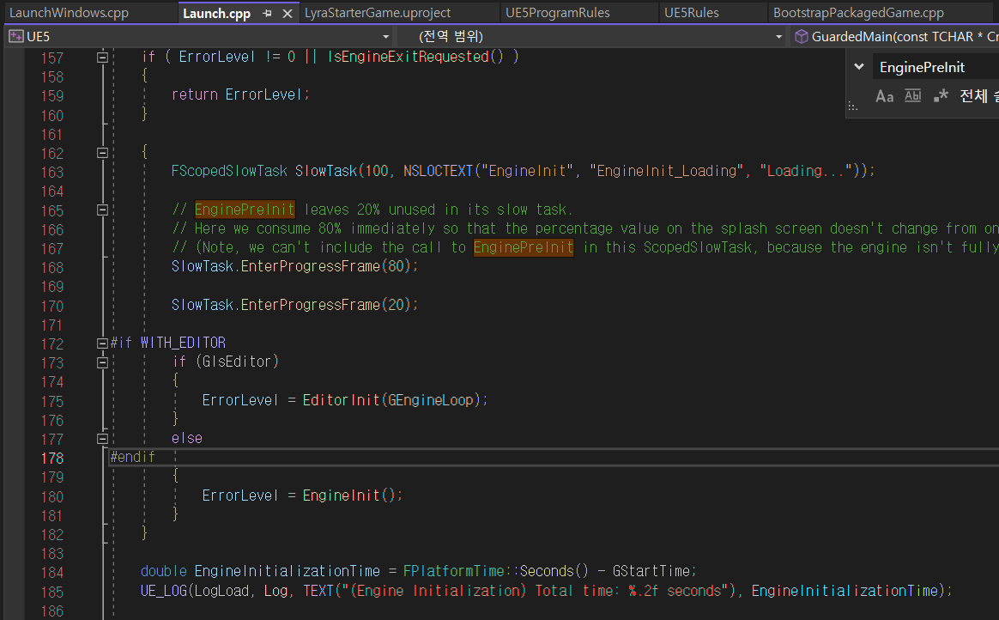 LaunchWindows.cpp Launch.cpp LyraStarterGame.uproject UE5ProgramRules UE5Rules BootstrapPackagedGame.cpp
UE5 (전역 범위) GuardedMain(const TCHAR * Cr
EnginePreInit
Aa Abl .* 전체 솔
157 if ( ErrorLevel != 0 || IsEngineExitRequested() )
158 {
159 return ErrorLevel;
160 }
161
162 {
163 FScopedSlowTask SlowTask(100, NSLOCTEXT("EngineInit", "EngineInit_Loading", "Loading..."));
164
165 // EnginePreInit leaves 20% unused in its slow task.
166 // Here we consume 80% immediately so that the percentage value on the splash screen doesn't change from on
167 // (Note, we can't include the call to EnginePreInit in this ScopedSlowTask, because the engine isn't fully
168 SlowTask.EnterProgressFrame(80);
169
170 SlowTask.EnterProgressFrame(20);
171
172 #if WITH_EDITOR
173 if (GIsEditor)
174 {
175 ErrorLevel = EditorInit(GEngineLoop);
176 }
177 else
178 #endif
179 {
180 ErrorLevel = EngineInit();
181 }
182 }
183
184 double EngineInitializationTime = FPlatformTime::Seconds() - GStartTime;
185 UE_LOG(LogLoad, Log, TEXT("(Engine Initialization) Total time: %.2f seconds"), EngineInitializationTime);
186